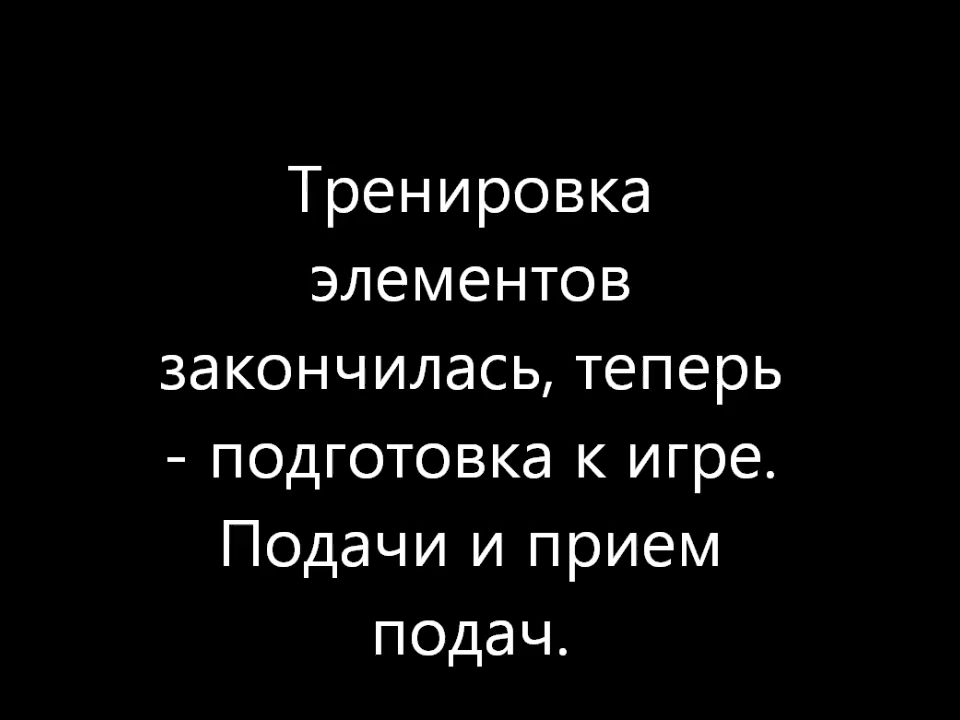 Тренировка
элементов
закончилась, теперь
- подготовка к игре.
Подачи и прием
подач.